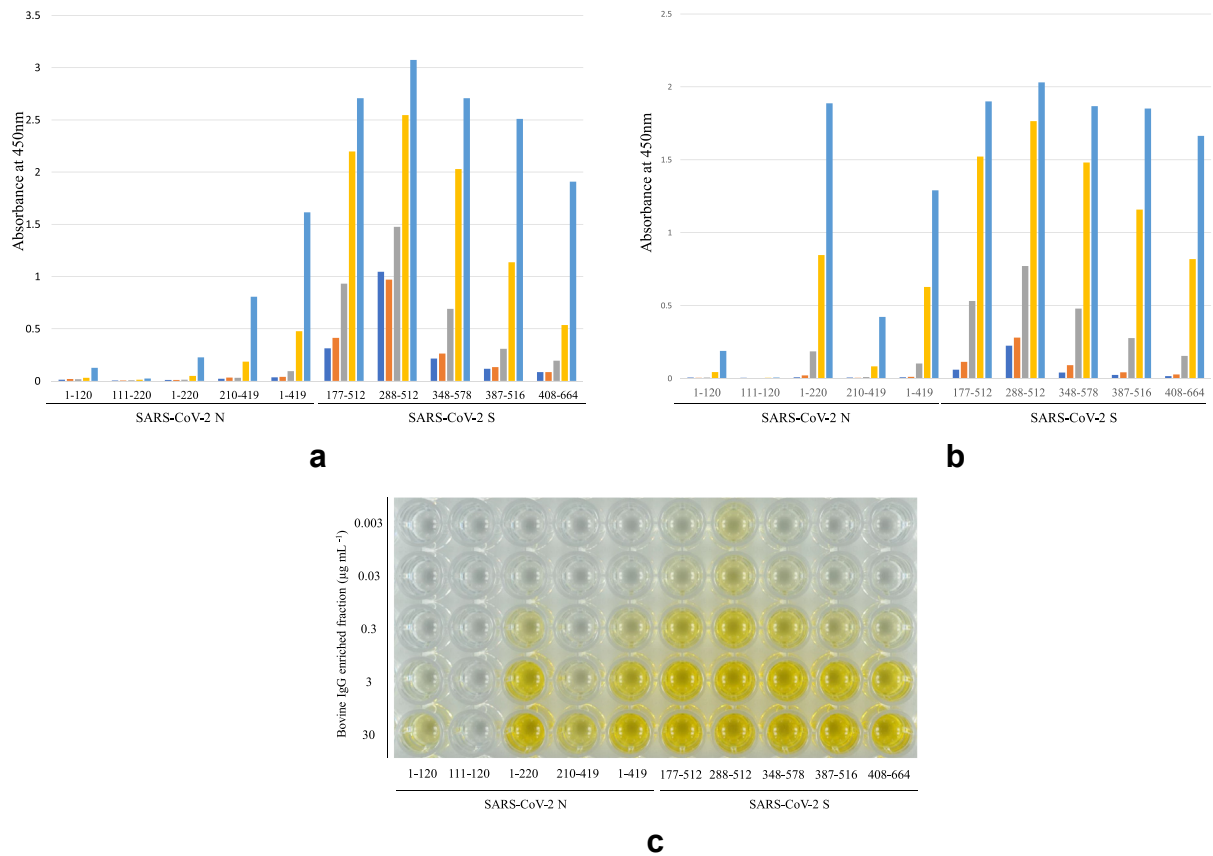 3.5
3
2.5
2
1.5
1
0.5
0
Absorbance at 450nm
1-120 111-220 1-220 210-419 1-419 177-512 288-512 348-578 387-516 408-664
SARS-CoV-2 N SARS-CoV-2 S
a
2.5
2
1.5
1
0.5
0
Absorbance at 450nm
1-120 111-120 1-220 210-419 1-419 177-512 288-512 348-578 387-516 408-664
SARS-CoV-2 N SARS-CoV-2 S
b
Bovine IgG enriched fraction (µg mL⁻¹)
0.003
0.03
0.3
3
30
1-120 111-120 1-220 210-419 1-419 177-512 288-512 348-578 387-516 408-664
SARS-CoV-2 N SARS-CoV-2 S
c